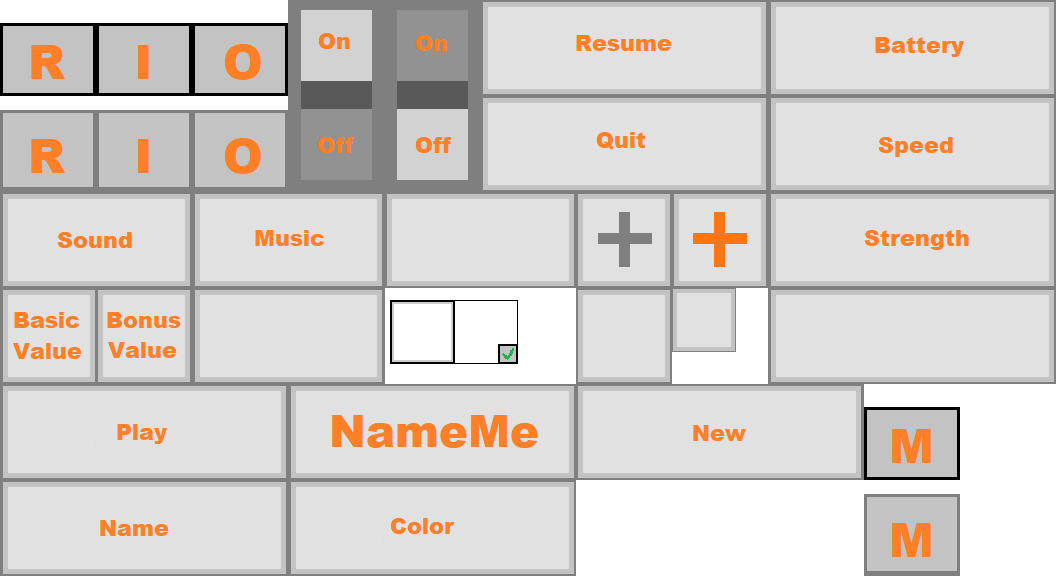 R I O
On
On
Resume
Battery
R I O
Off
Off
Quit
Speed
Sound
Music
Strength
Basic
Value
Bonus
Value
Play
NameMe
New
M
Name
Color
M